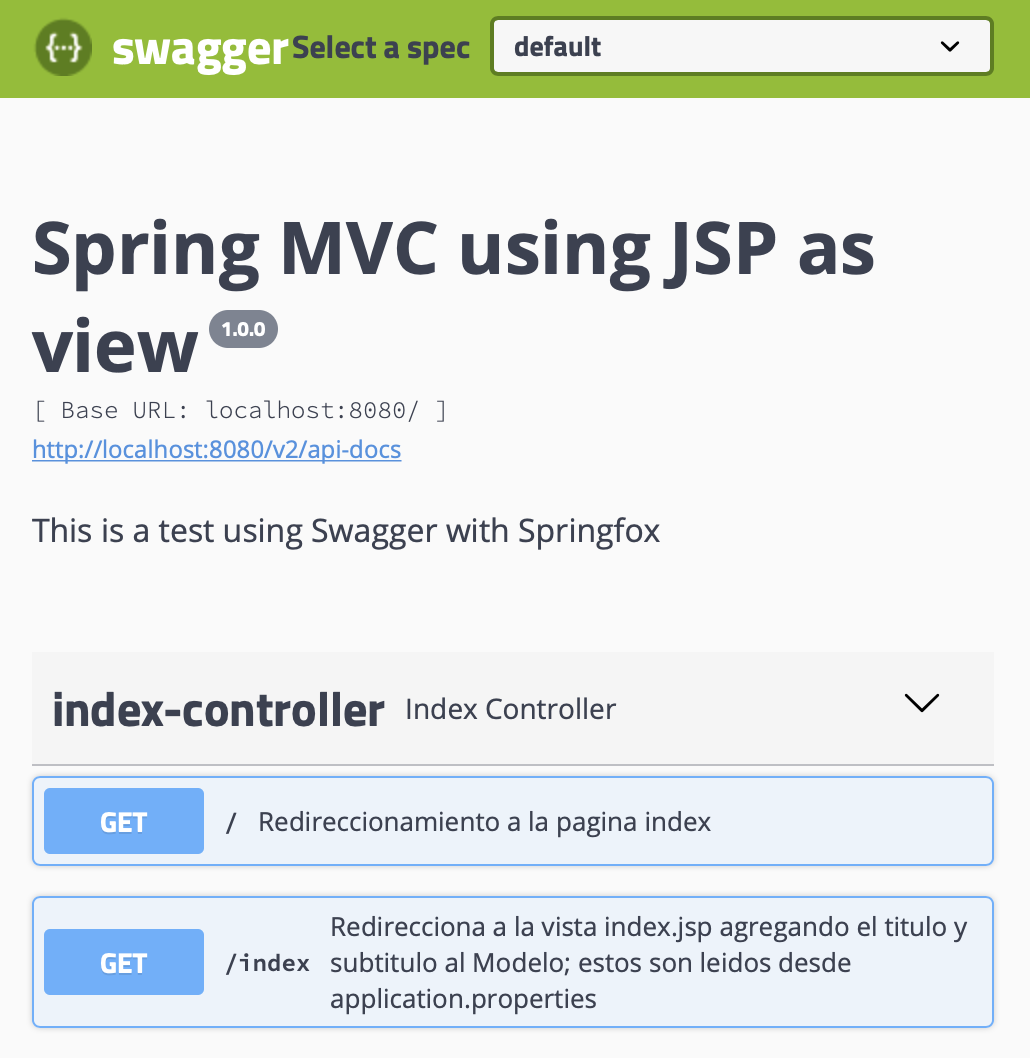 {···} swagger Select a spec default
Spring MVC using JSP as
view 1.0.0
[ Base URL: localhost:8080/ ]
http://localhost:8080/v2/api-docs
This is a test using Swagger with Springfox
index-controller Index Controller
GET / Redireccionamiento a la pagina index
GET /index Redirecciona a la vista index.jsp agregando el titulo y
subtitulo al Modelo; estos son leidos desde
application.properties